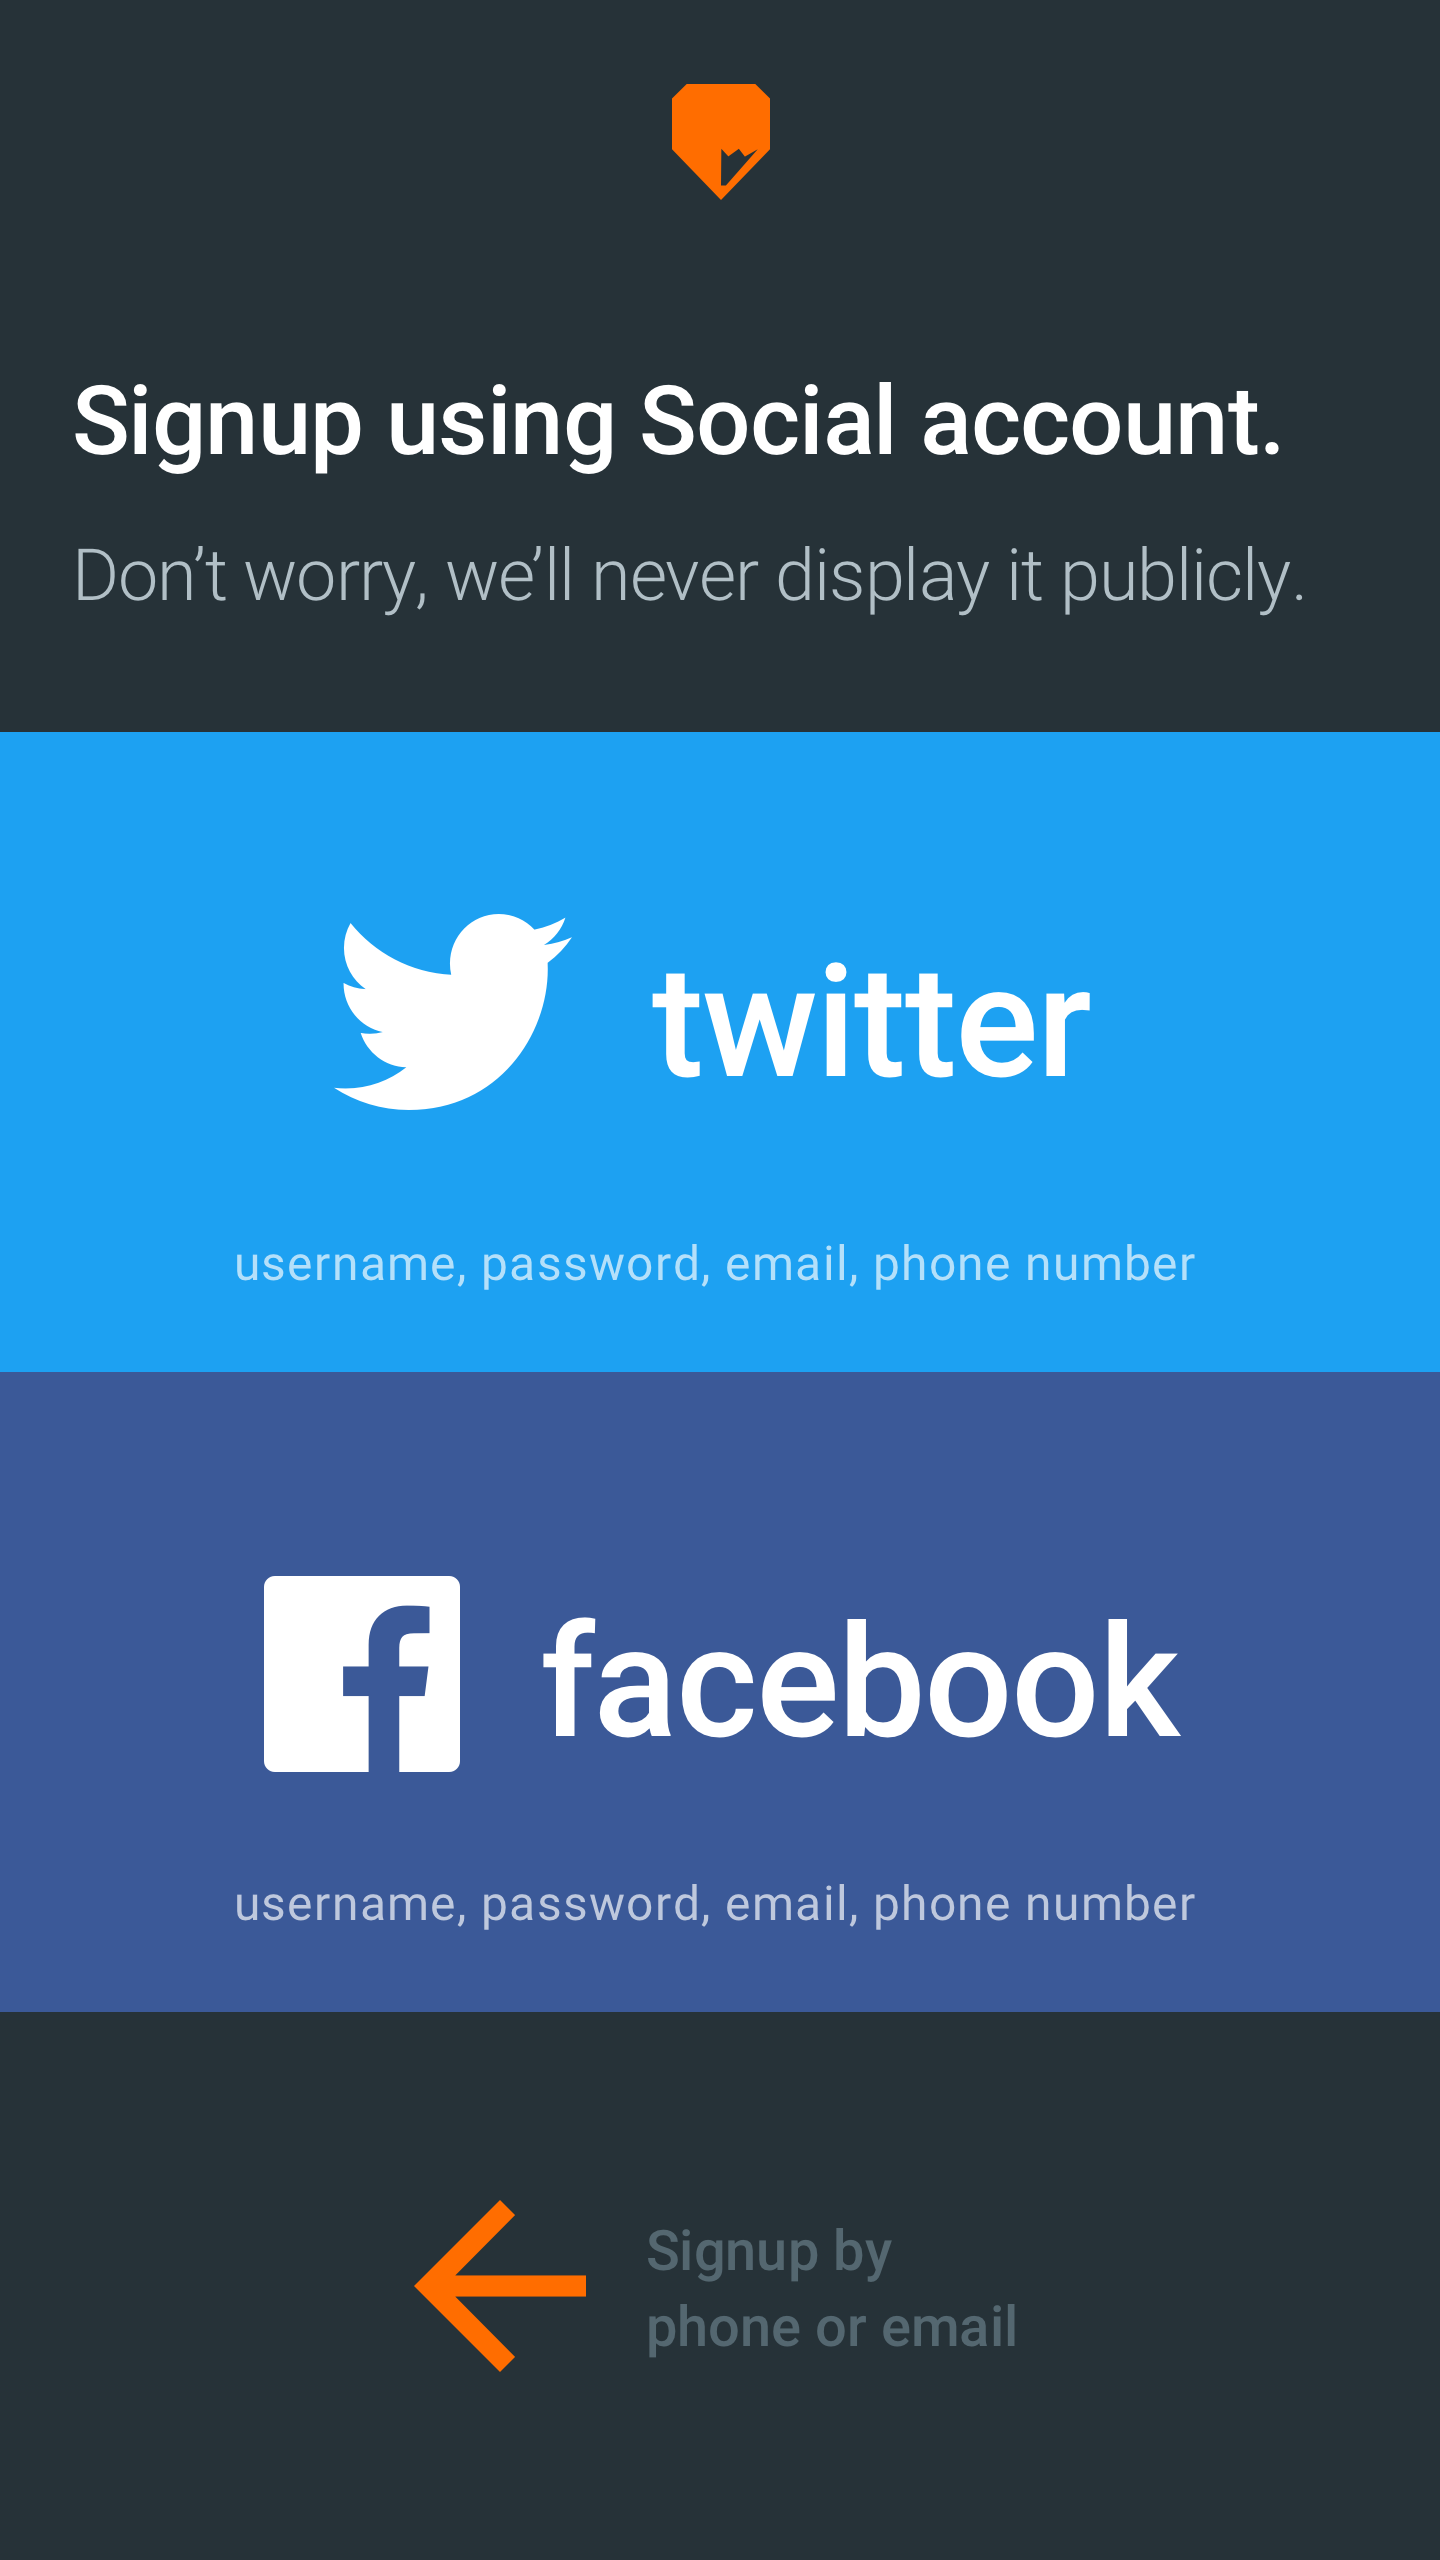 Signup using Social account.
Don’t worry, we’ll never display it publicly.
twitter
username, password, email, phone number
facebook
username, password, email, phone number
Signup by
phone or email